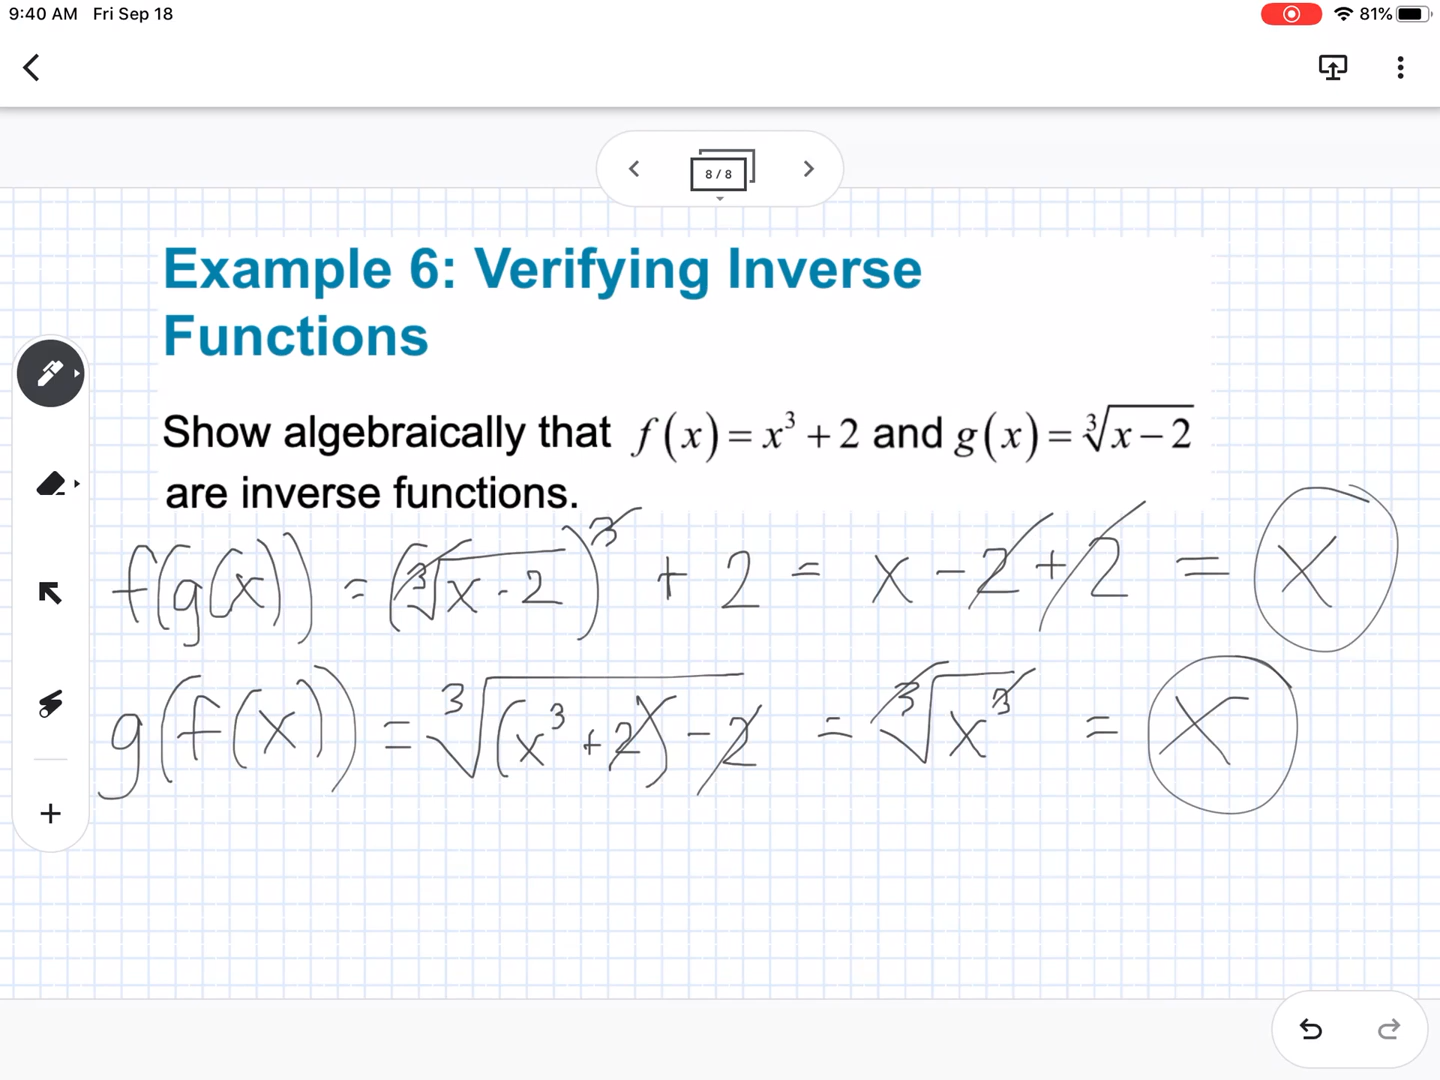 9:40 AM Fri Sep 18 81%
8 / 8
Example 6: Verifying Inverse
Functions
Show algebraically that f(x) = x³ + 2 and g(x) = ∛(x − 2)
are inverse functions.
f(g(x)) = (∛(x - 2))³ + 2 = x - 2 + 2 = x
g(f(x)) = ∛((x³ + 2) - 2) = ∛(x³) = x